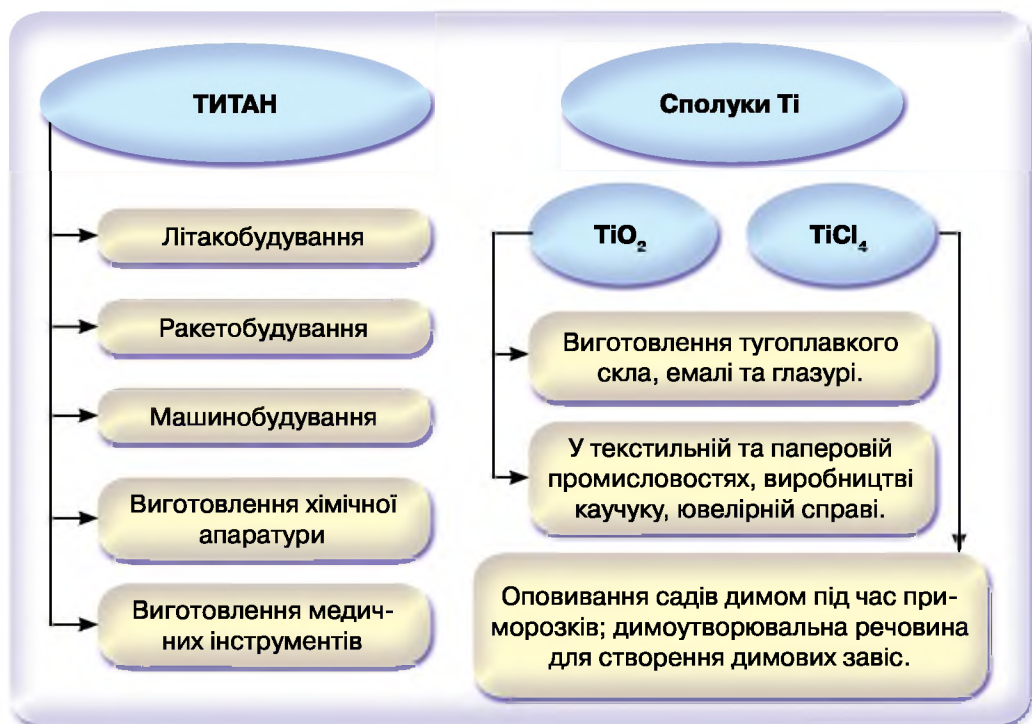 ТИТАН
Літакобудування
Ракетобудування
Машинобудування
Виготовлення хімічної
апаратури
Виготовлення медич-
них інструментів
Сполуки Ti
TiO₂
TiCl₄
Виготовлення тугоплавкого
скла, емалі та глазурі.
У текстильній та паперовій
промисловостях, виробництві
каучуку, ювелірній справі.
Оповивання садів димом під час при-
морозків; димоутворювальна речовина
для створення димових завіс.